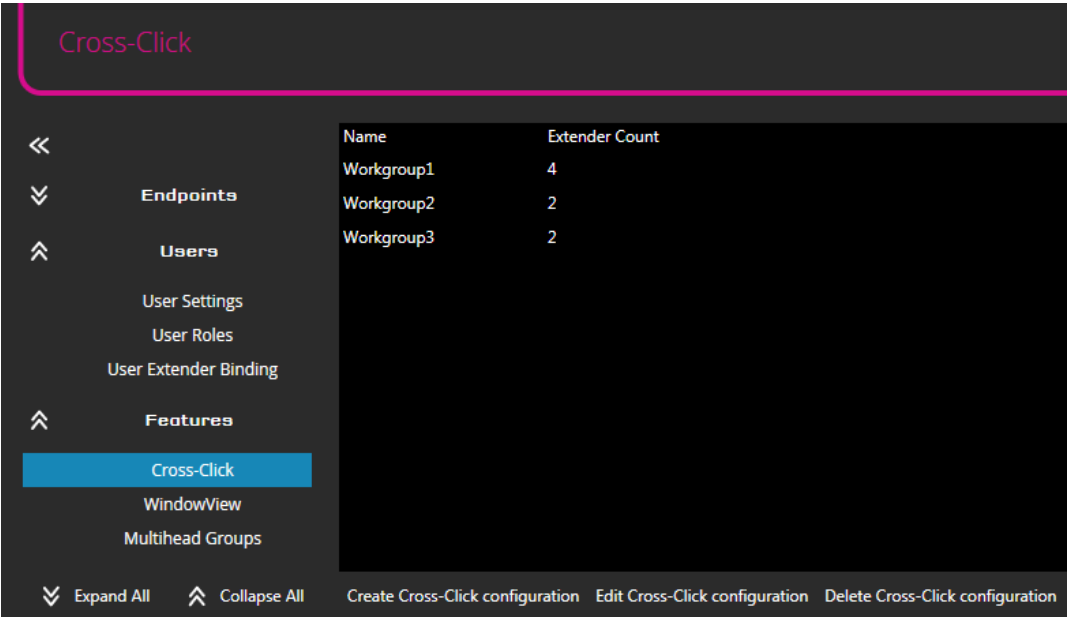 Cross-Click
Endpoints
Users
User Settings
User Roles
User Extender Binding
Features
Cross-Click
WindowView
Multihead Groups
Expand All Collapse All
Name Extender Count
Workgroup1 4
Workgroup2 2
Workgroup3 2
Create Cross-Click configuration Edit Cross-Click configuration Delete Cross-Click configuration